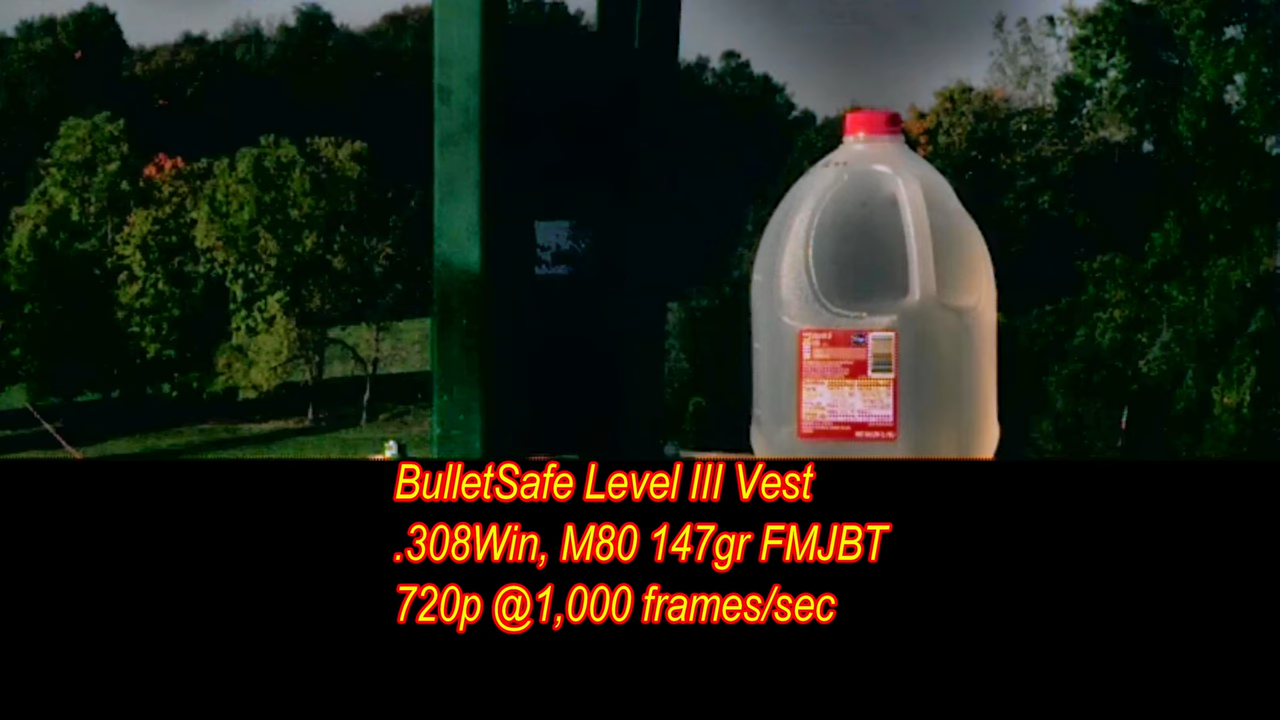 BulletSafe Level III Vest
.308Win, M80 147gr FMJBT
720p @1,000 frames/sec